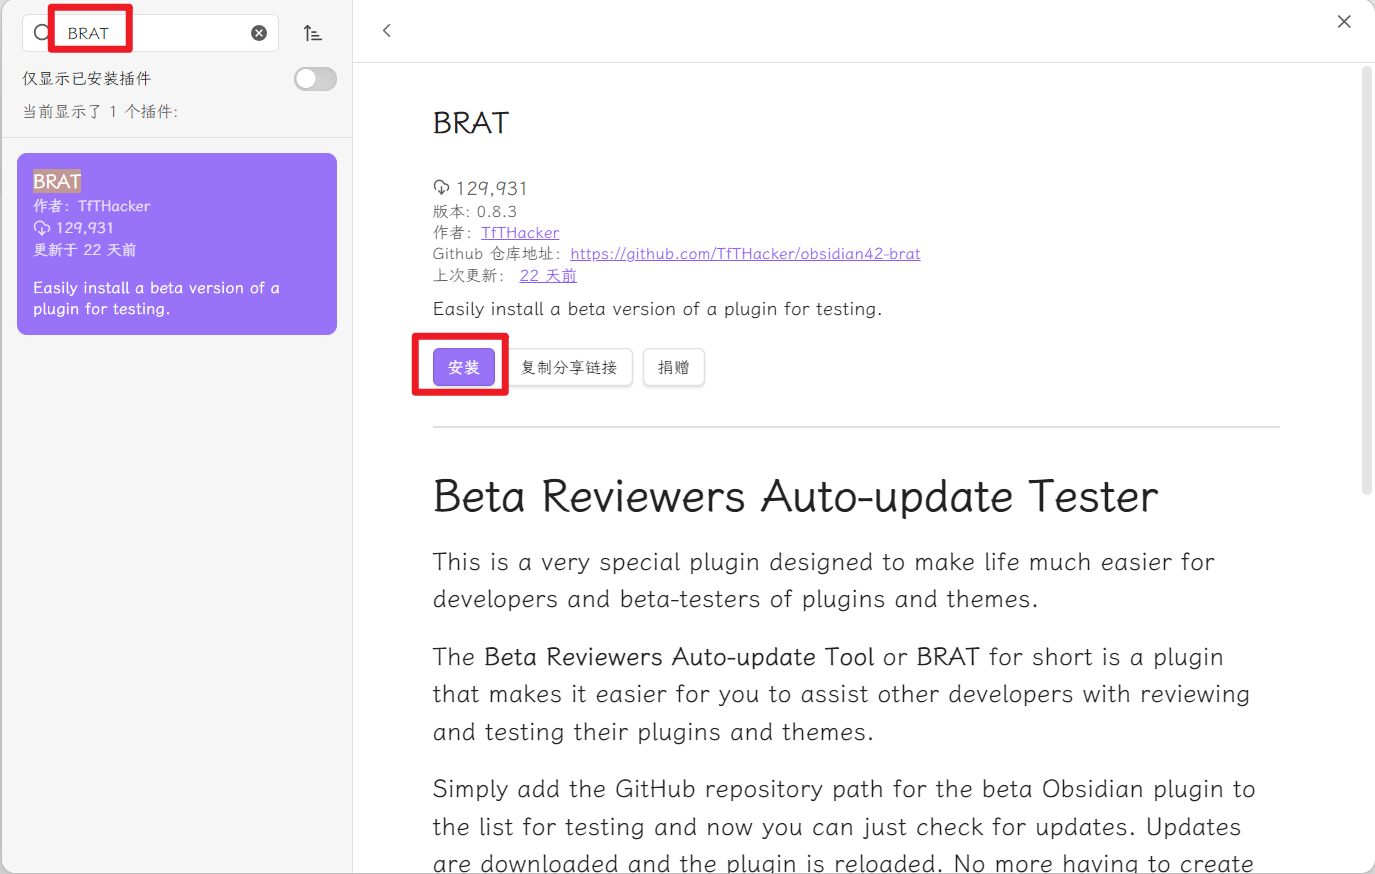 BRAT
仅显示已安装插件
当前显示了 1 个插件:
BRAT
作者：TfTHacker
129,931
更新于 22 天前
Easily install a beta version of a
plugin for testing.
BRAT
129,931
版本: 0.8.3
作者：TfTHacker
Github 仓库地址：https://github.com/TfTHacker/obsidian42-brat
上次更新： 22 天前
Easily install a beta version of a plugin for testing.
安装 复制分享链接 捐赠
Beta Reviewers Auto-update Tester
This is a very special plugin designed to make life much easier for
developers and beta-testers of plugins and themes.
The Beta Reviewers Auto-update Tool or BRAT for short is a plugin
that makes it easier for you to assist other developers with reviewing
and testing their plugins and themes.
Simply add the GitHub repository path for the beta Obsidian plugin to
the list for testing and now you can just check for updates. Updates
are downloaded and the plugin is reloaded. No more having to create